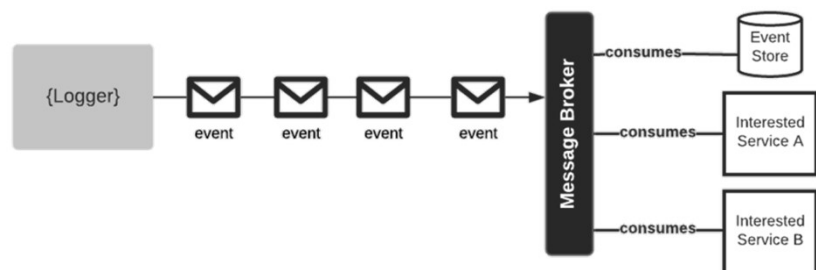 {Logger}
event
event
event
event
Message Broker
consumes
Event
Store
consumes
Interested
Service A
consumes
Interested
Service B